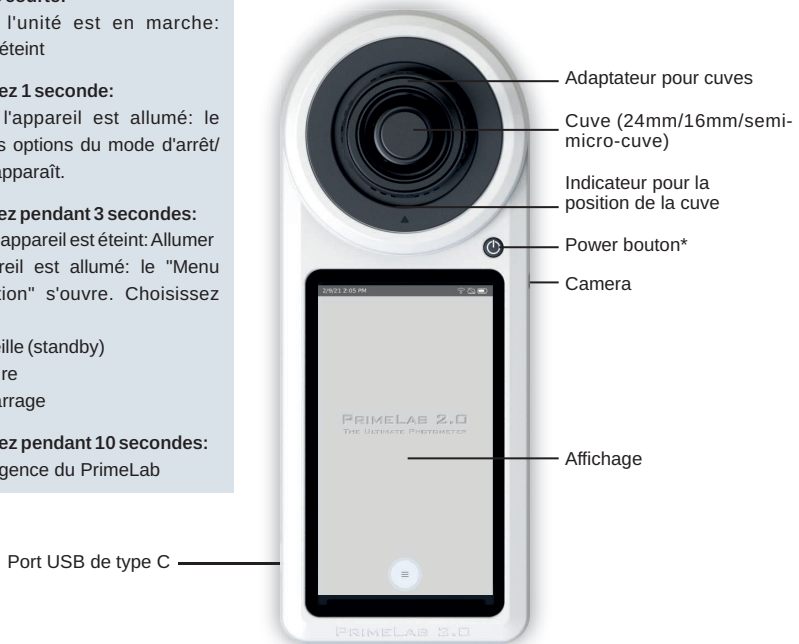 l'unité est en marche:
éteint
ez 1 seconde:
l'appareil est allumé: le
s options du mode d'arrêt/
apparaît.
ez pendant 3 secondes:
appareil est éteint: Allumer
reil est allumé: le "Menu
tion" s'ouvre. Choisissez
ille (standby)
re
arrage
ez pendant 10 secondes:
gence du PrimeLab
Adaptateur pour cuves
Cuve (24mm/16mm/semi-
micro-cuve)
Indicateur pour la
position de la cuve
Power bouton*
Camera
2/9/21 2:05 PM
PRIMELAB 2.0
THE ULTIMATE PHOTOMETER
Affichage
Port USB de type C
PRIMELAB 2.0